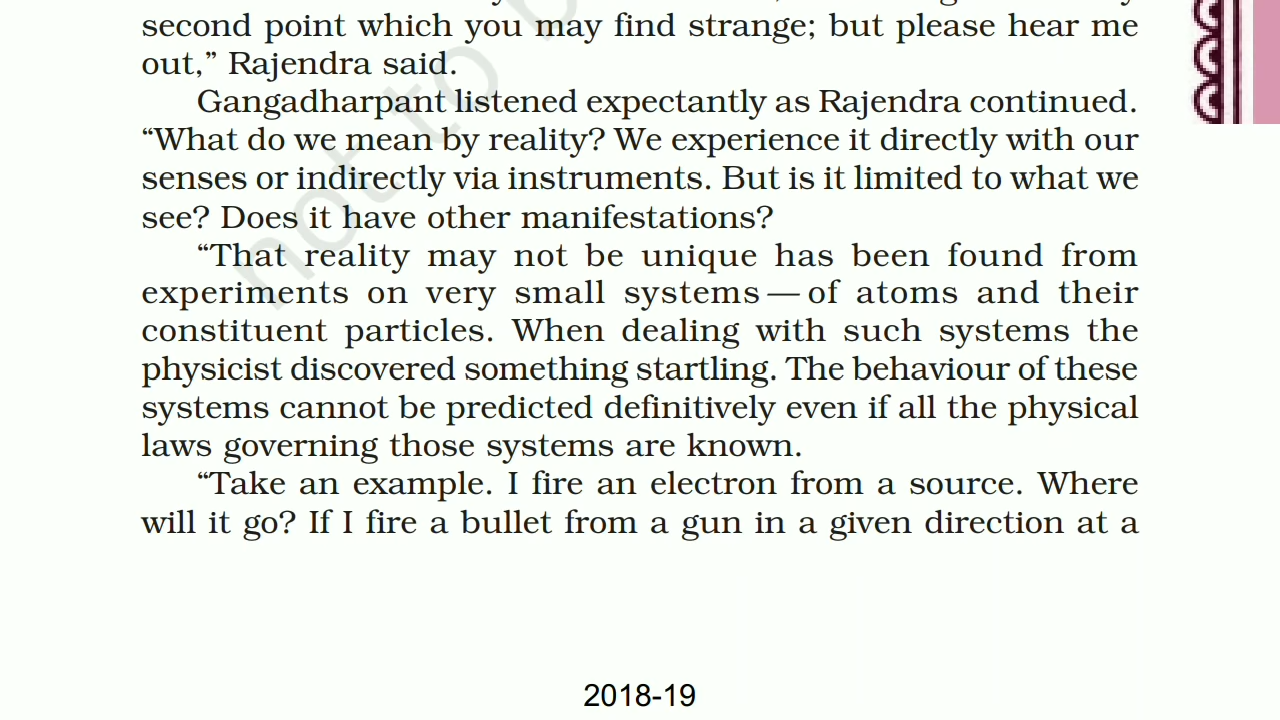 second point which you may find strange; but please hear me
out,” Rajendra said.
Gangadharpant listened expectantly as Rajendra continued.
“What do we mean by reality? We experience it directly with our
senses or indirectly via instruments. But is it limited to what we
see? Does it have other manifestations?
“That reality may not be unique has been found from
experiments on very small systems — of atoms and their
constituent particles. When dealing with such systems the
physicist discovered something startling. The behaviour of these
systems cannot be predicted definitively even if all the physical
laws governing those systems are known.
“Take an example. I fire an electron from a source. Where
will it go? If I fire a bullet from a gun in a given direction at a
not to
2018-19